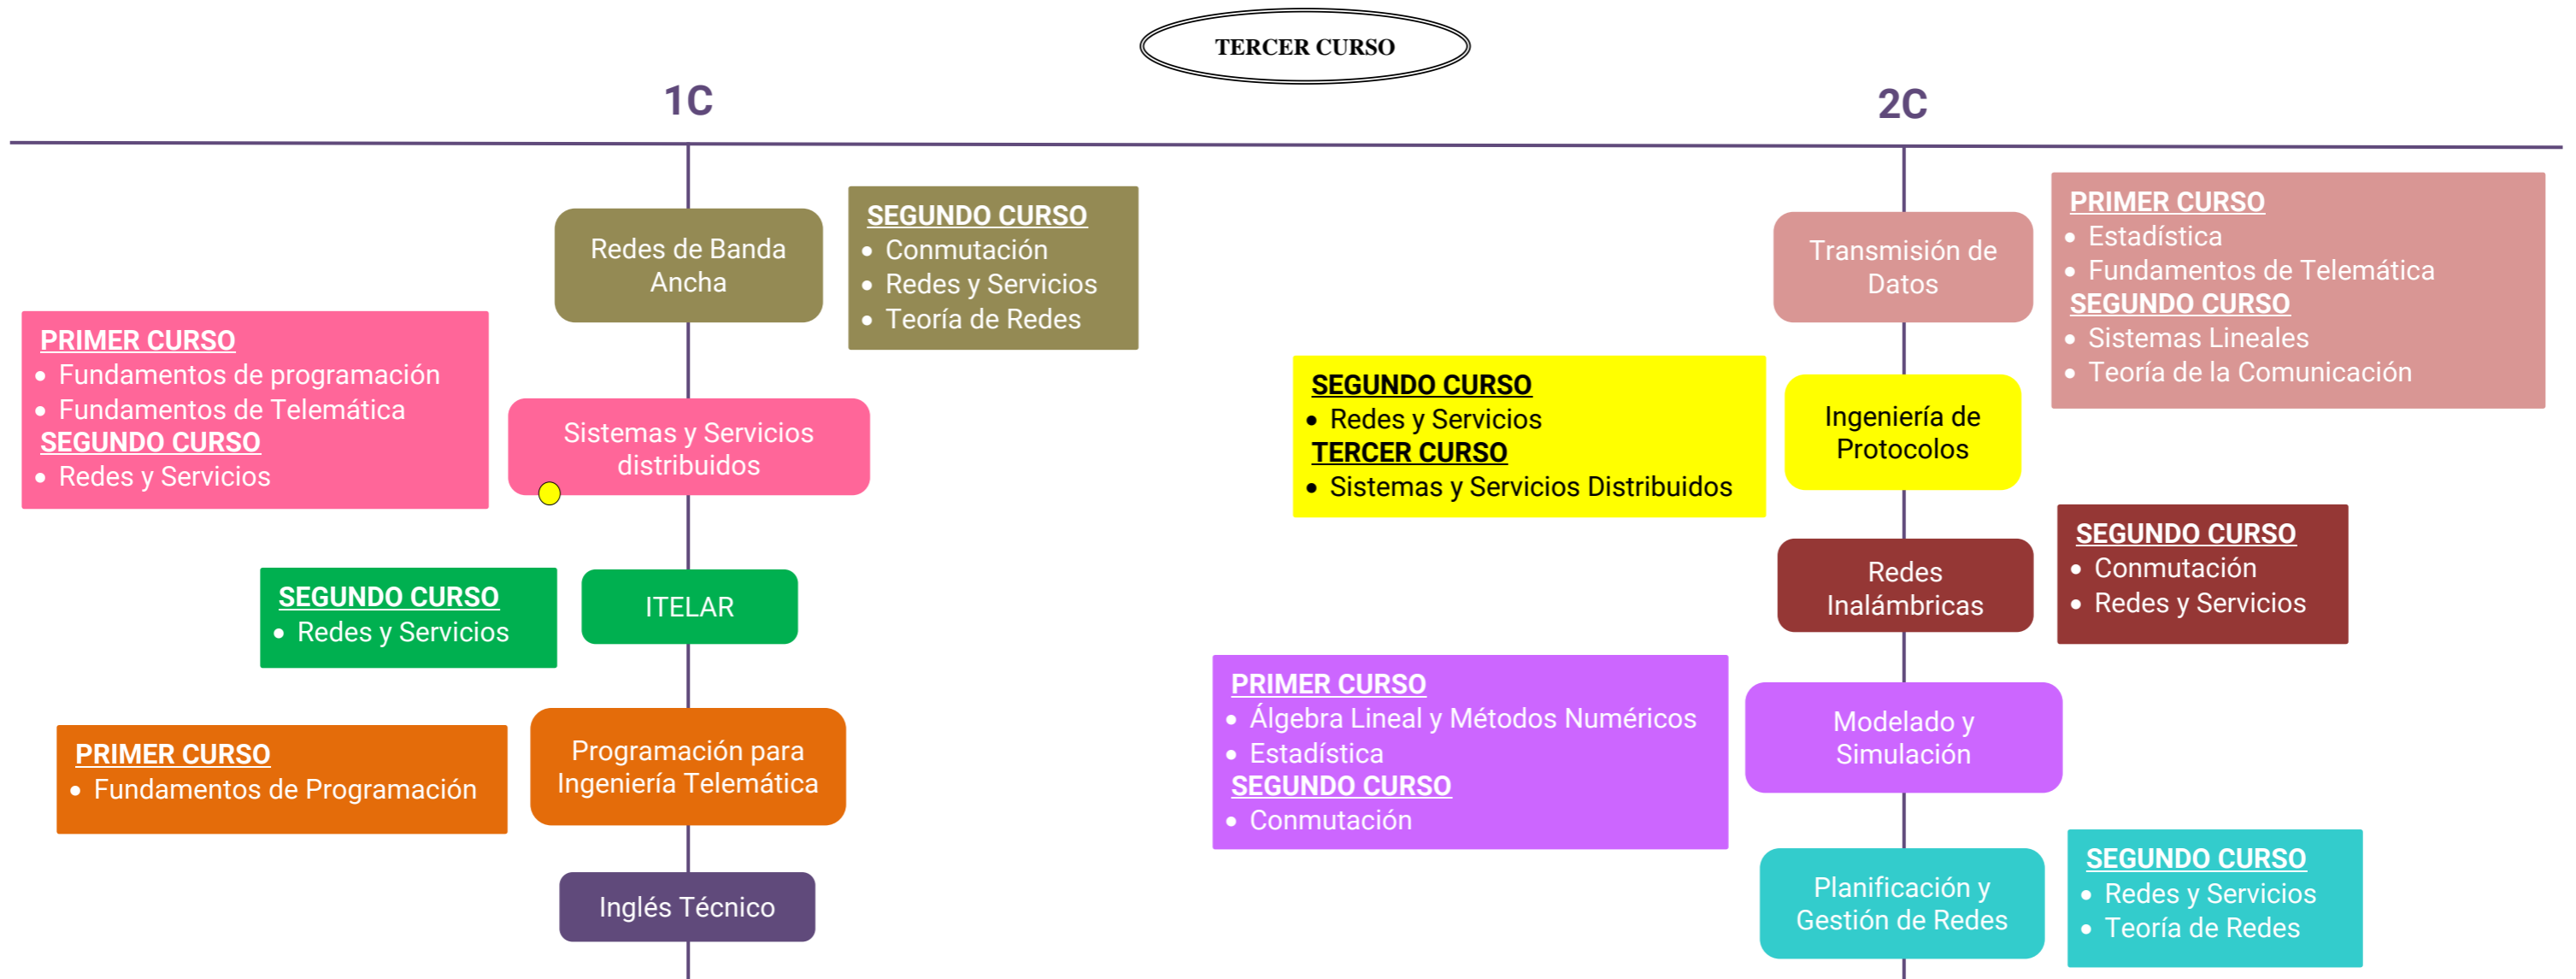 TERCER CURSO
1C
2C
Redes de Banda
Ancha
SEGUNDO CURSO
• Conmutación
• Redes y Servicios
• Teoría de Redes
PRIMER CURSO
• Fundamentos de programación
• Fundamentos de Telemática
SEGUNDO CURSO
• Redes y Servicios
Sistemas y Servicios
distribuidos
SEGUNDO CURSO
• Redes y Servicios
ITELAR
PRIMER CURSO
• Fundamentos de Programación
Programación para
Ingeniería Telemática
Inglés Técnico
Transmisión de
Datos
PRIMER CURSO
• Estadística
• Fundamentos de Telemática
SEGUNDO CURSO
• Sistemas Lineales
• Teoría de la Comunicación
SEGUNDO CURSO
• Redes y Servicios
TERCER CURSO
• Sistemas y Servicios Distribuidos
Ingeniería de
Protocolos
Redes
Inalámbricas
SEGUNDO CURSO
• Conmutación
• Redes y Servicios
PRIMER CURSO
• Álgebra Lineal y Métodos Numéricos
• Estadística
SEGUNDO CURSO
• Conmutación
Modelado y
Simulación
Planificación y
Gestión de Redes
SEGUNDO CURSO
• Redes y Servicios
• Teoría de Redes